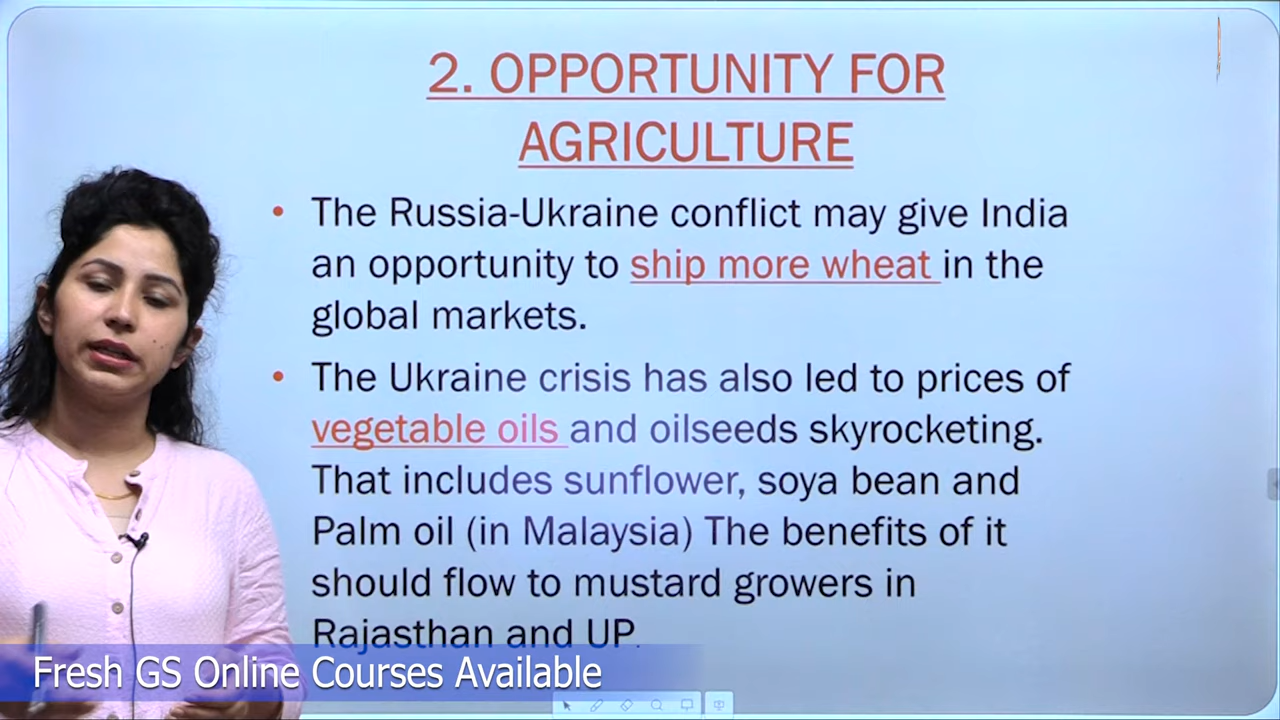 2. OPPORTUNITY FOR
AGRICULTURE
• The Russia-Ukraine conflict may give India
an opportunity to ship more wheat in the
global markets.
• The Ukraine crisis has also led to prices of
vegetable oils and oilseeds skyrocketing.
That includes sunflower, soya bean and
Palm oil (in Malaysia) The benefits of it
should flow to mustard growers in
Rajasthan and UP.
Fresh GS Online Courses Available